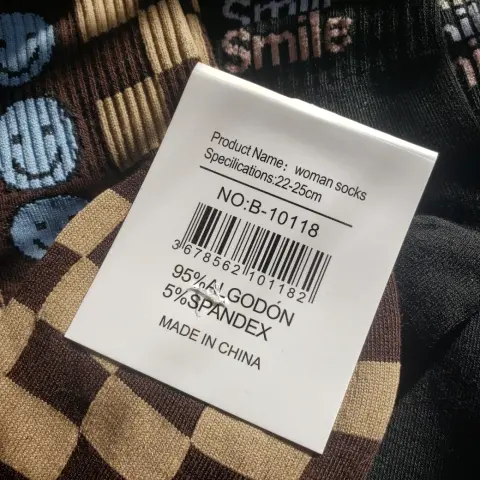 Smile
smile
Product Name：woman socks
Specilications:22-25cm
NO:B-10118
3 678562 101182
95%ALGODÓN
5%SPANDEX
MADE IN CHINA